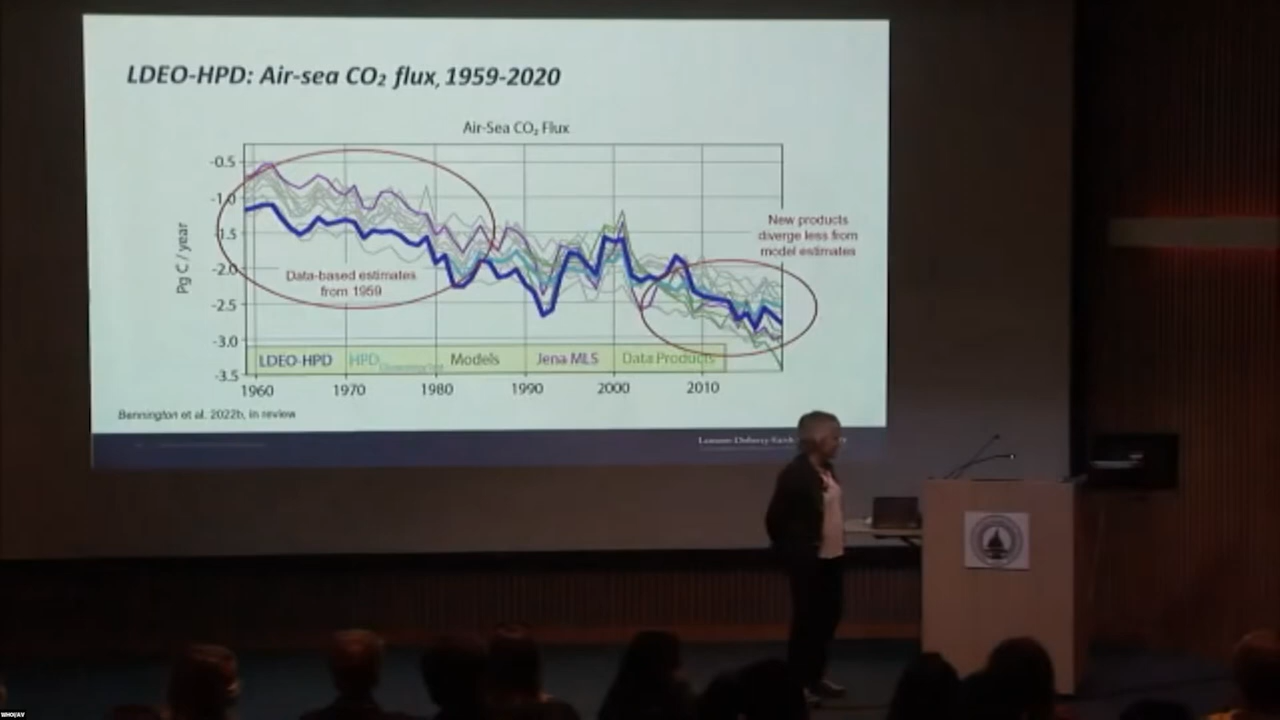 LDEO-HPD: Air-sea CO₂ flux, 1959-2020
Air-Sea CO₂ Flux
-0.5
-1.0
-1.5
-2.0
-2.5
-3.0
-3.5
Pg C / year
Data-based estimates
from 1959
New products
diverge less from
model estimates
LDEO-HPD HPD Models Jena MLS Data Products
1960 1970 1980 1990 2000 2010
Bennington et al. 2022b, in review
WHOI/AV